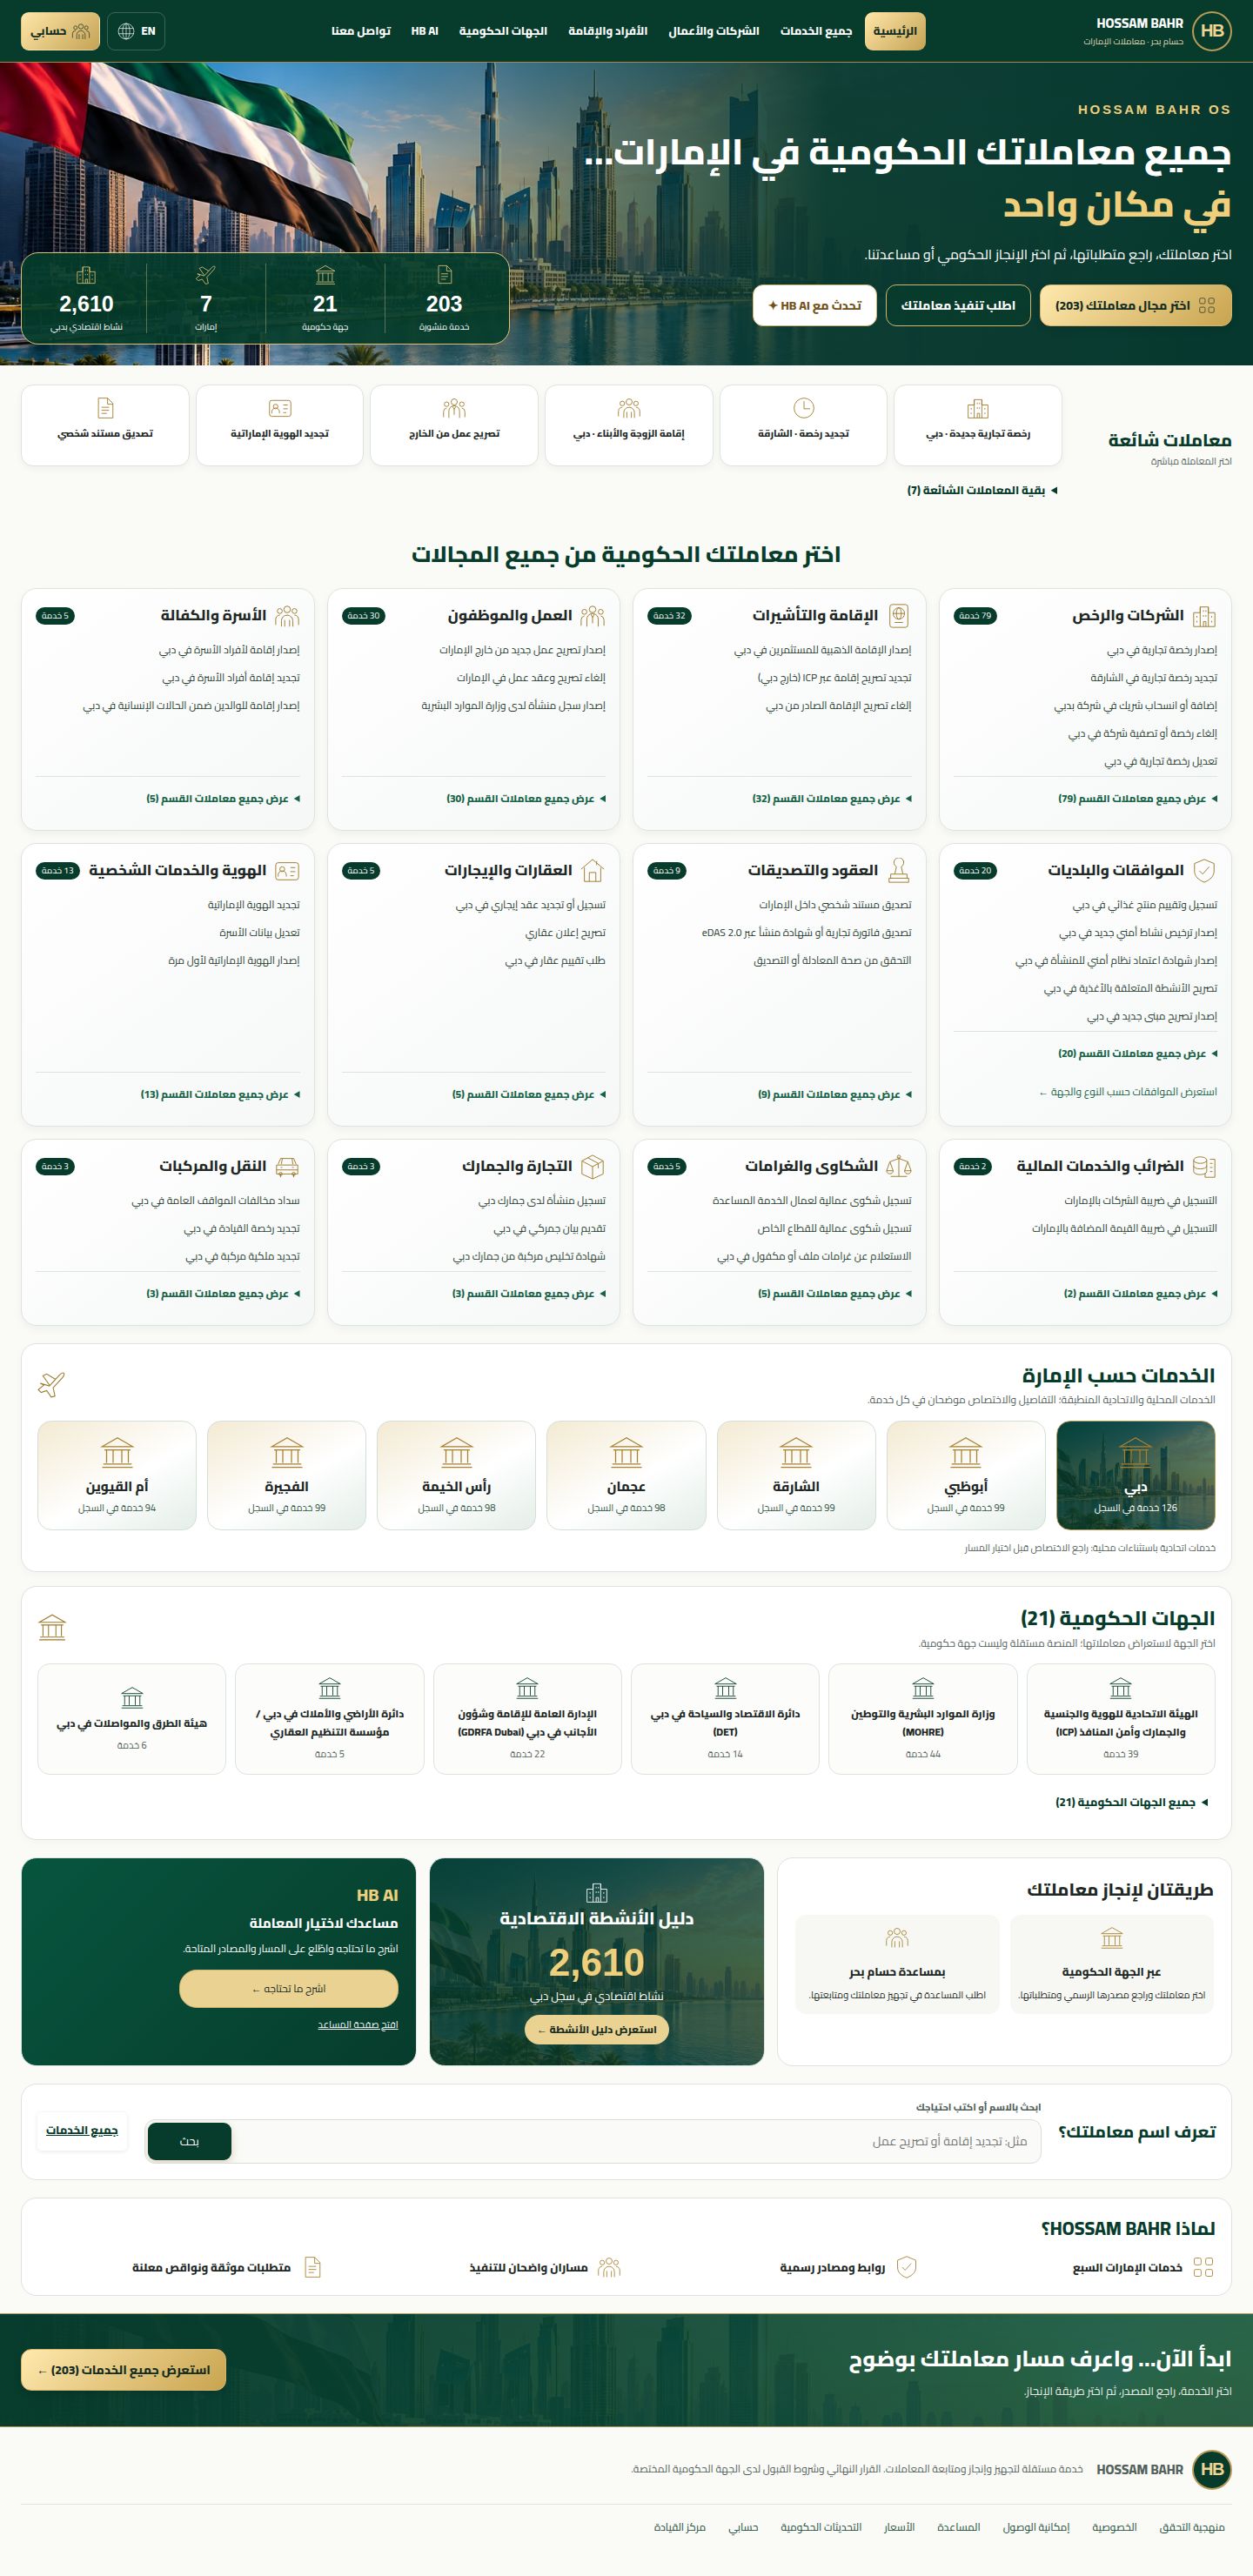 HB
HOSSAM BAHR
حسام بحر · معاملات الإمارات
الرئيسية
جميع الخدمات
الشركات والأعمال
الأفراد والإقامة
الجهات الحكومية
HB AI
تواصل معنا
EN
حسابي
HOSSAM BAHR OS
جميع معاملاتك الحكومية في الإمارات...
في مكان واحد
اختر معاملتك، راجع متطلباتها، ثم اختر الإنجاز الحكومي أو مساعدتنا.
اختر مجال معاملتك (203)
اطلب تنفيذ معاملتك
تحدث مع HB AI ✦
203
خدمة منشورة
21
جهة حكومية
7
إمارات
2,610
نشاط اقتصادي بدبي
معاملات شائعة
اختر المعاملة مباشرة
رخصة تجارية جديدة · دبي
تجديد رخصة · الشارقة
إقامة الزوجة والأبناء · دبي
تصريح عمل من الخارج
تجديد الهوية الإماراتية
تصديق مستند شخصي
◀ بقية المعاملات الشائعة (7)
اختر معاملتك الحكومية من جميع المجالات
الشركات والرخص
79 خدمة
إصدار رخصة تجارية في دبي
تجديد رخصة تجارية في الشارقة
إضافة أو انسحاب شريك في شركة بدبي
إلغاء رخصة أو تصفية شركة في دبي
تعديل رخصة تجارية في دبي
◀ عرض جميع معاملات القسم (79)
الإقامة والتأشيرات
32 خدمة
إصدار الإقامة الذهبية للمستثمرين في دبي
تجديد تصريح إقامة عبر ICP (خارج دبي)
إلغاء تصريح الإقامة الصادر من دبي
◀ عرض جميع معاملات القسم (32)
العمل والموظفون
30 خدمة
إصدار تصريح عمل جديد من خارج الإمارات
إلغاء تصريح وعقد عمل في الإمارات
إصدار سجل منشأة لدى وزارة الموارد البشرية
◀ عرض جميع معاملات القسم (30)
الأسرة والكفالة
5 خدمة
إصدار إقامة لأفراد الأسرة في دبي
تجديد إقامة أفراد الأسرة في دبي
إصدار إقامة للوالدين ضمن الحالات الإنسانية في دبي
◀ عرض جميع معاملات القسم (5)
الموافقات والبلديات
20 خدمة
تسجيل وتقييم منتج غذائي في دبي
إصدار ترخيص نشاط أمني جديد في دبي
إصدار شهادة اعتماد نظام أمني للمنشأة في دبي
تصريح الأنشطة المتعلقة بالأغذية في دبي
إصدار تصريح مبنى جديد في دبي
◀ عرض جميع معاملات القسم (20)
استعرض الموافقات حسب النوع والجهة ←
العقود والتصديقات
9 خدمة
تصديق مستند شخصي داخل الإمارات
تصديق فاتورة تجارية أو شهادة منشأ عبر eDAS 2.0
التحقق من صحة المعادلة أو التصديق
◀ عرض جميع معاملات القسم (9)
العقارات والإيجارات
5 خدمة
تسجيل أو تجديد عقد إيجاري في دبي
تصريح إعلان عقاري
طلب تقييم عقار في دبي
◀ عرض جميع معاملات القسم (5)
الهوية والخدمات الشخصية
13 خدمة
تجديد الهوية الإماراتية
تعديل بيانات الأسرة
إصدار الهوية الإماراتية لأول مرة
◀ عرض جميع معاملات القسم (13)
الضرائب والخدمات المالية
2 خدمة
التسجيل في ضريبة الشركات بالإمارات
التسجيل في ضريبة القيمة المضافة بالإمارات
◀ عرض جميع معاملات القسم (2)
الشكاوى والغرامات
5 خدمة
تسجيل شكوى عمالية لعمال الخدمة المساعدة
تسجيل شكوى عمالية للقطاع الخاص
الاستعلام عن غرامات ملف أو مكفول في دبي
◀ عرض جميع معاملات القسم (5)
التجارة والجمارك
3 خدمة
تسجيل منشأة لدى جمارك دبي
تقديم بيان جمركي في دبي
شهادة تخليص مركبة من جمارك دبي
◀ عرض جميع معاملات القسم (3)
النقل والمركبات
3 خدمة
سداد مخالفات المواقف العامة في دبي
تجديد رخصة القيادة في دبي
تجديد ملكية مركبة في دبي
◀ عرض جميع معاملات القسم (3)
الخدمات حسب الإمارة
الخدمات المحلية والاتحادية المنطبقة؛ التفاصيل والاختصاص موضحان في كل خدمة.
دبي
126 خدمة في السجل
أبوظبي
99 خدمة في السجل
الشارقة
99 خدمة في السجل
عجمان
98 خدمة في السجل
رأس الخيمة
98 خدمة في السجل
الفجيرة
99 خدمة في السجل
أم القيوين
94 خدمة في السجل
خدمات اتحادية باستثناءات محلية: راجع الاختصاص قبل اختيار المسار
الجهات الحكومية (21)
اختر الجهة لاستعراض معاملاتها؛ المنصة مستقلة وليست جهة حكومية.
الهيئة الاتحادية للهوية والجنسية
والجمارك وأمن المنافذ (ICP)
39 خدمة
وزارة الموارد البشرية والتوطين
(MOHRE)
44 خدمة
دائرة الاقتصاد والسياحة في دبي
(DET)
14 خدمة
الإدارة العامة للإقامة وشؤون
الأجانب في دبي (GDRFA Dubai)
22 خدمة
دائرة الأراضي والأملاك في دبي /
مؤسسة التنظيم العقاري
5 خدمة
هيئة الطرق والمواصلات في دبي
6 خدمة
◀ جميع الجهات الحكومية (21)
طريقتان لإنجاز معاملتك
عبر الجهة الحكومية
اختر معاملتك وراجع مصدرها الرسمي ومتطلباتها.
بمساعدة حسام بحر
اطلب المساعدة في تجهيز معاملتك ومتابعتها.
دليل الأنشطة الاقتصادية
2,610
نشاط اقتصادي في سجل دبي
استعرض دليل الأنشطة ←
HB AI
مساعدك لاختيار المعاملة
اشرح ما تحتاجه واطّلع على المسار والمصادر المتاحة.
اشرح ما تحتاجه ←
افتح صفحة المساعد
تعرف اسم معاملتك؟
ابحث بالاسم أو اكتب احتياجك
مثل: تجديد إقامة أو تصريح عمل
بحث
جميع الخدمات
لماذا HOSSAM BAHR؟
خدمات الإمارات السبع
روابط ومصادر رسمية
مساران واضحان للتنفيذ
متطلبات موثقة ونواقص معلنة
ابدأ الآن... واعرف مسار معاملتك بوضوح
اختر الخدمة، راجع المصدر، ثم اختر طريقة الإنجاز.
استعرض جميع الخدمات (203) ←
HB
HOSSAM BAHR
خدمة مستقلة لتجهيز وإنجاز ومتابعة المعاملات. القرار النهائي وشروط القبول لدى الجهة الحكومية المختصة.
منهجية التحقق
الخصوصية
إمكانية الوصول
المساعدة
الأسعار
التحديثات الحكومية
حسابي
مركز القيادة